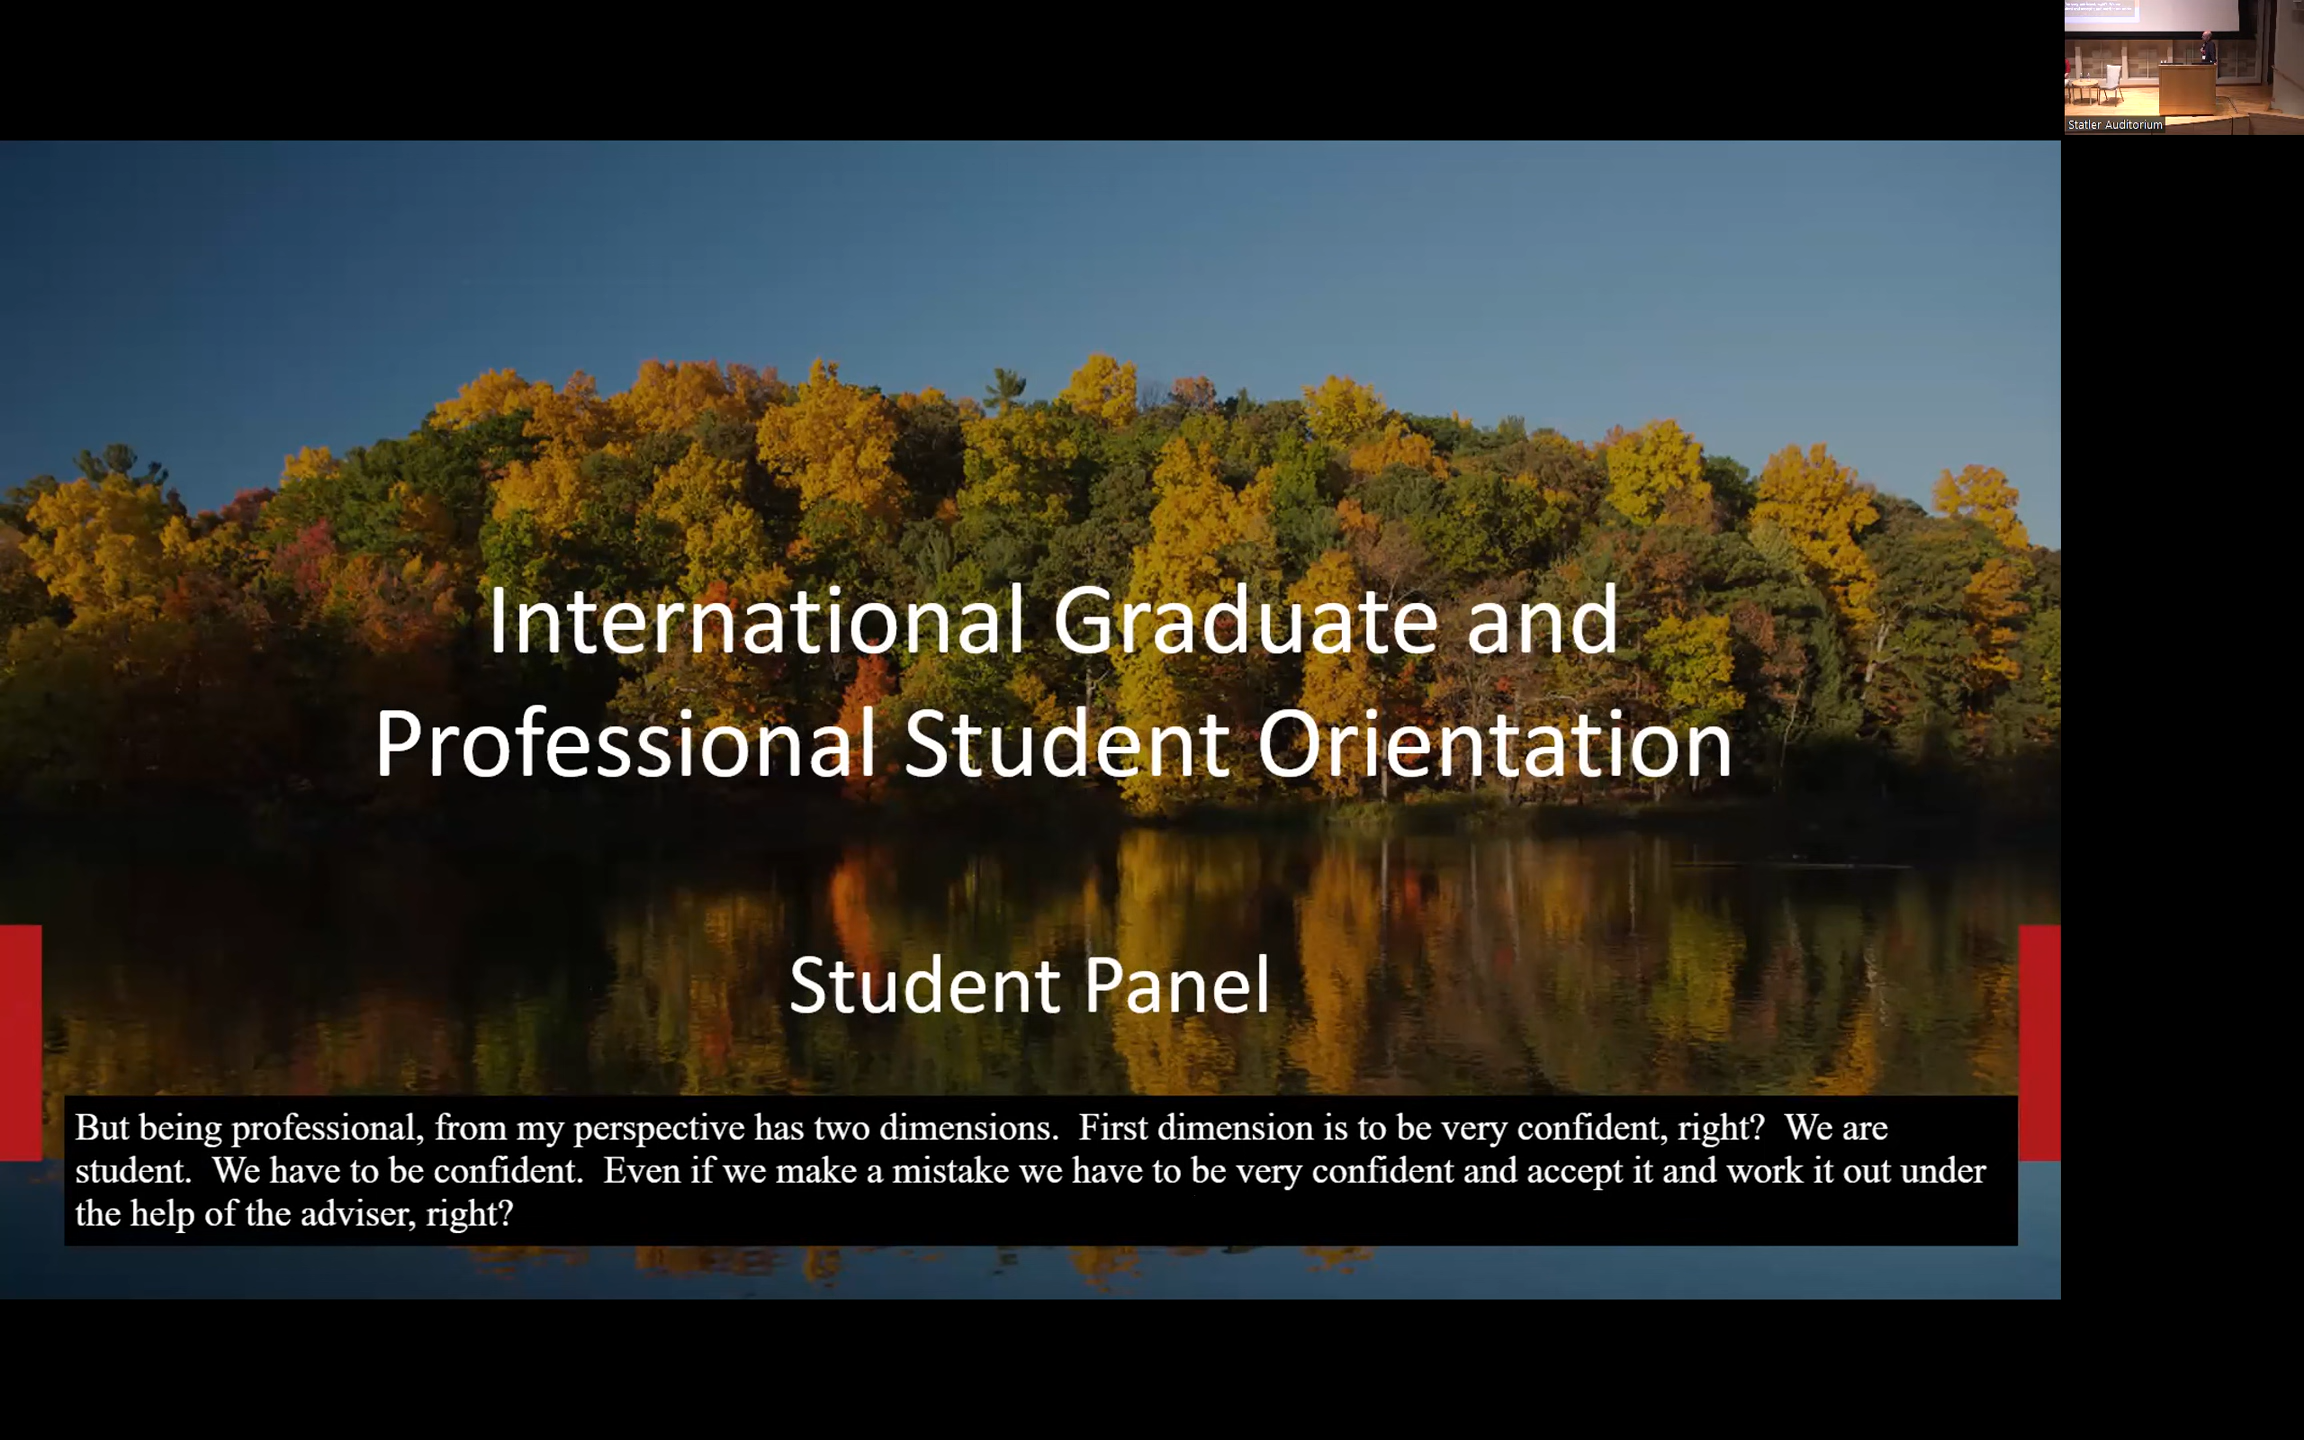 Statler Auditorium
International Graduate and
Professional Student Orientation
Student Panel
But being professional, from my perspective has two dimensions.  First dimension is to be very confident, right?  We are
student.  We have to be confident.  Even if we make a mistake we have to be very confident and accept it and work it out under
the help of the adviser, right?